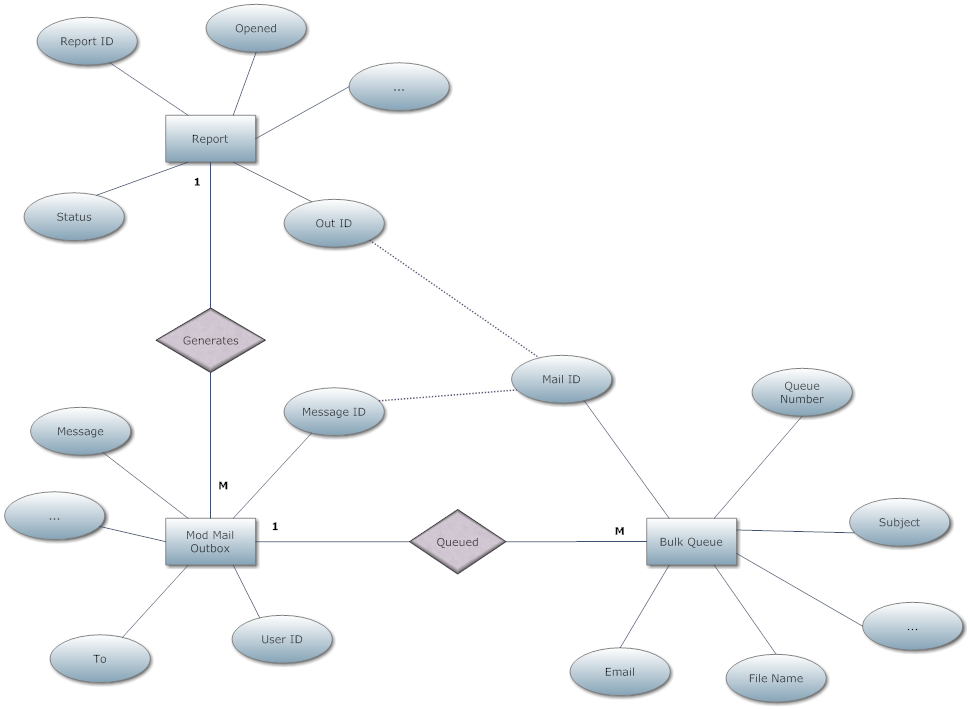 Opened
Report ID
...
Report
1
Status
Out ID
Generates
Mail ID
Queue
Number
Message ID
Message
M
...
Mod Mail
Outbox
1
Queued
M
Bulk Queue
Subject
...
User ID
To
Email
File Name